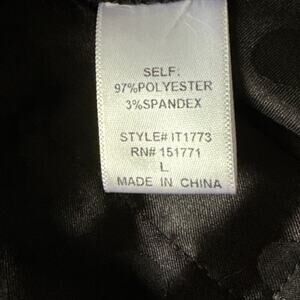 SELF:
97%POLYESTER
3%SPANDEX
STYLE# IT1773
RN# 151771
L
MADE IN CHINA